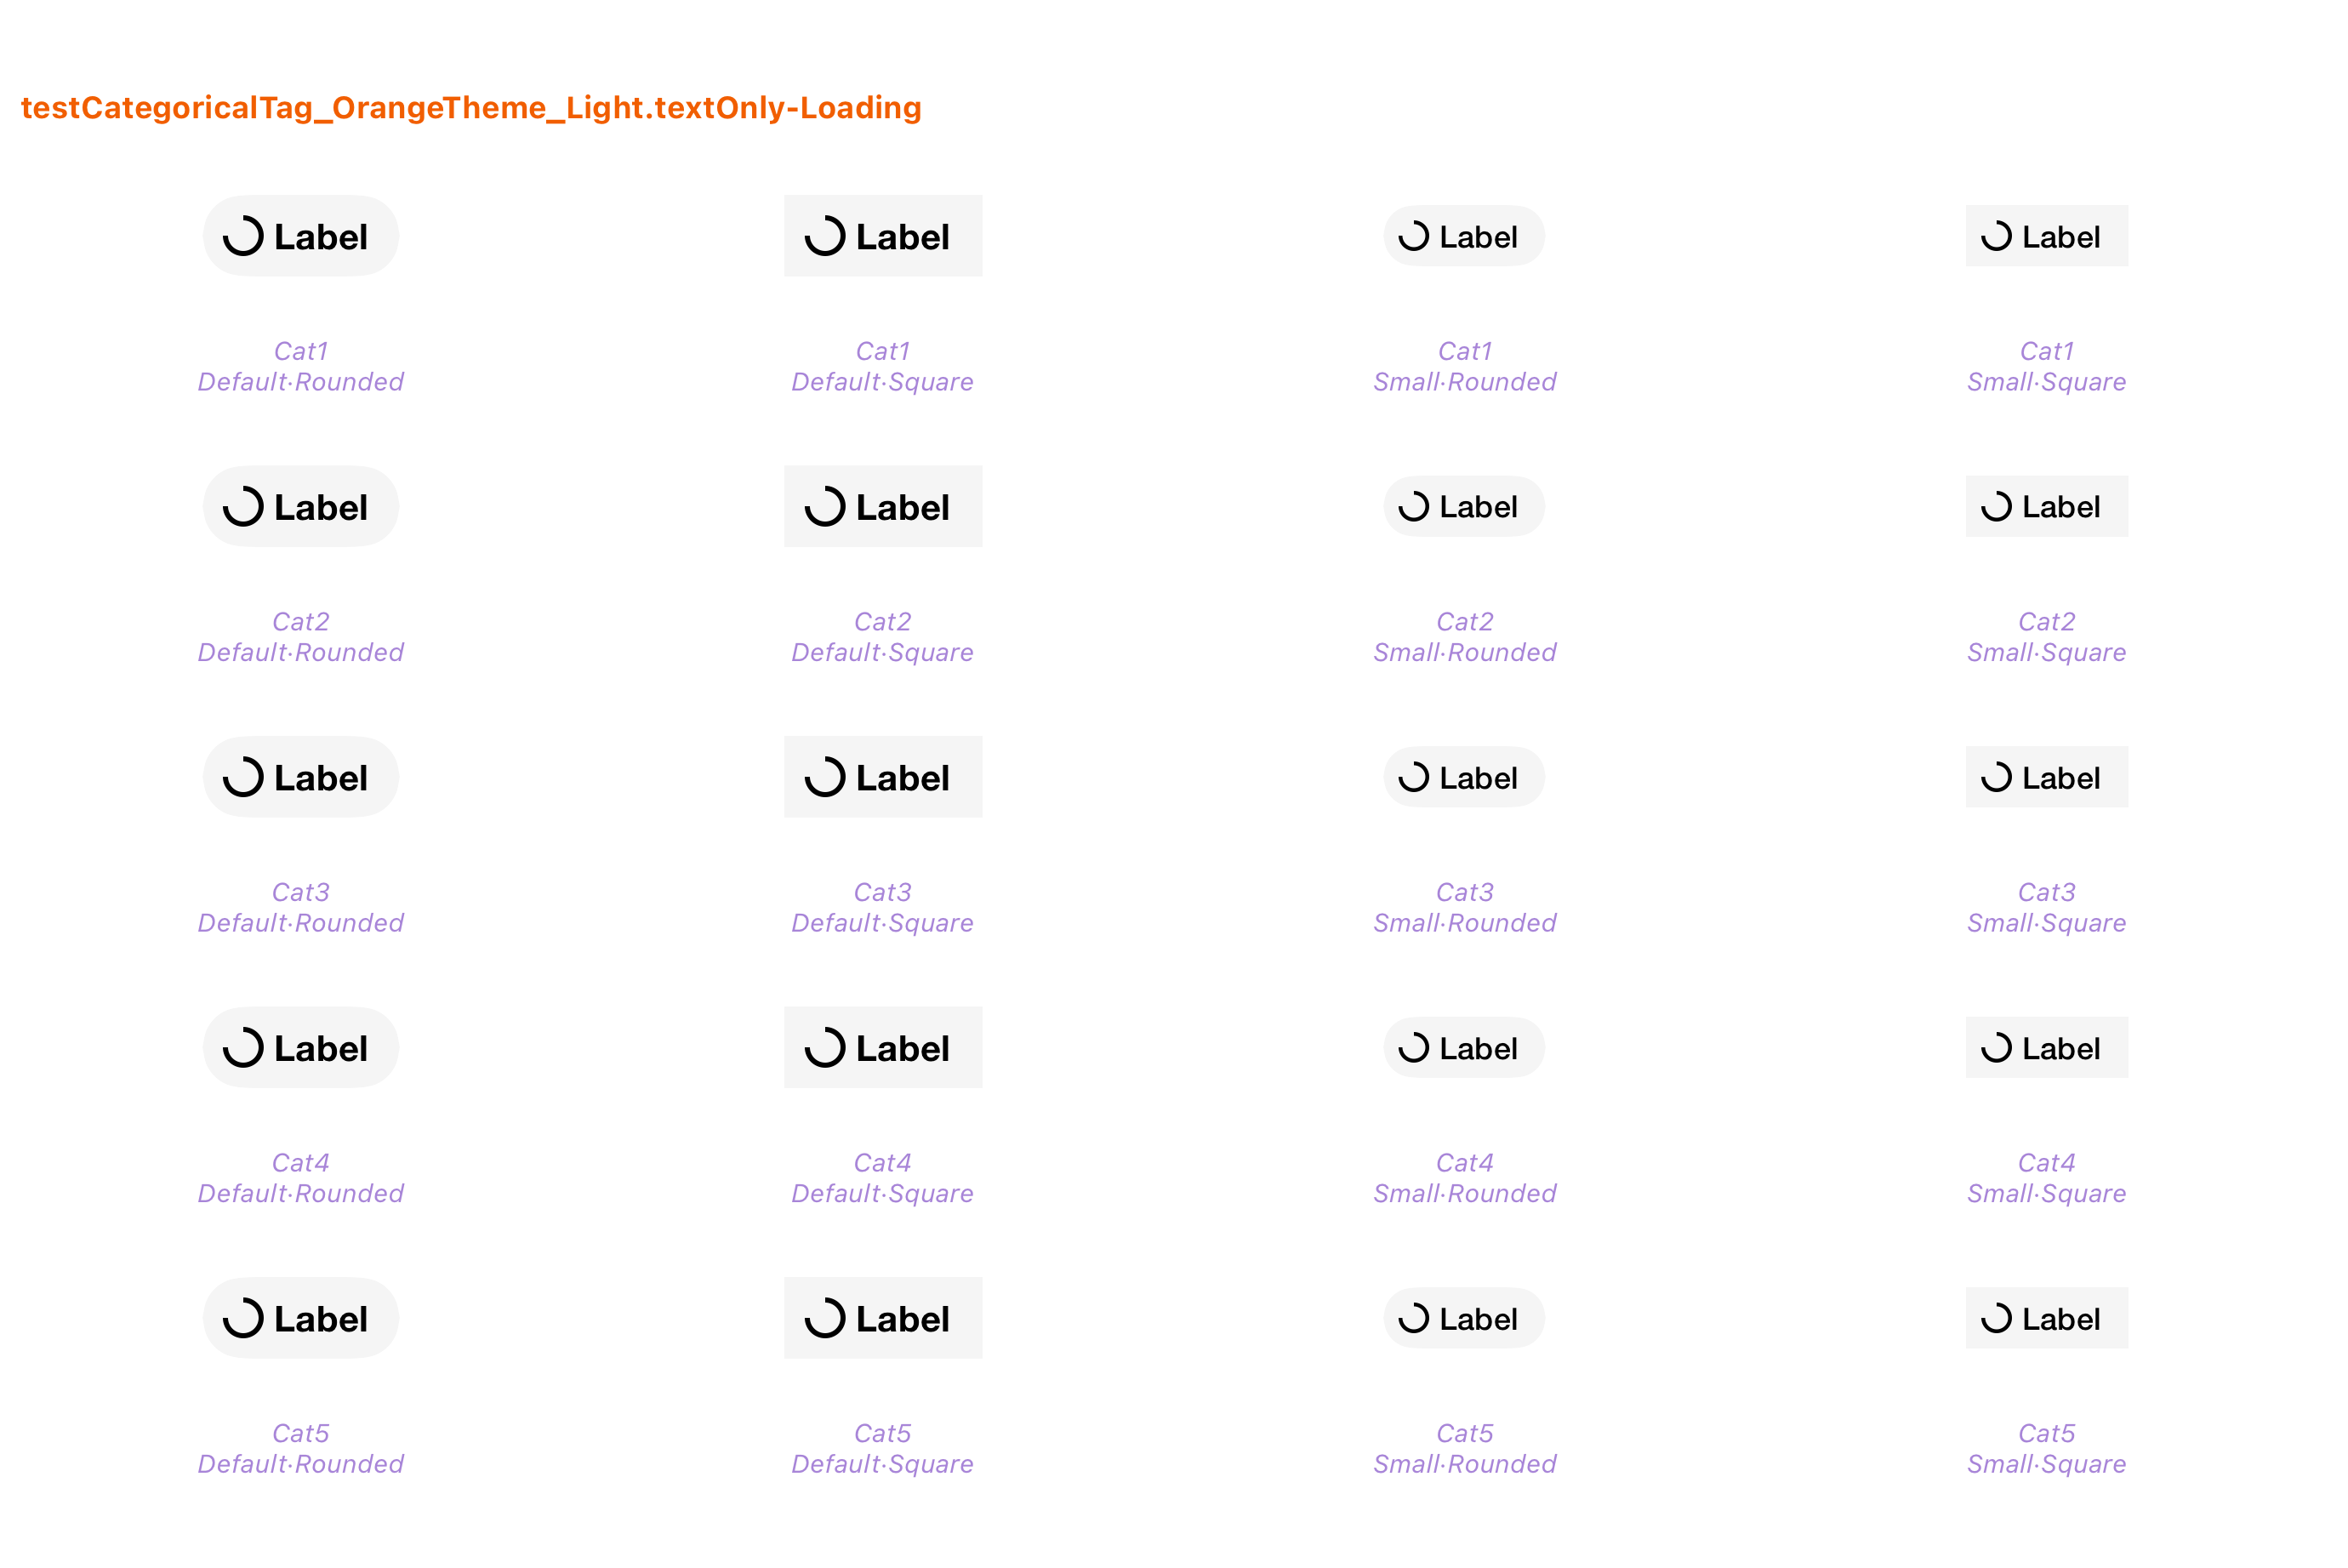 testCategoricalTag_OrangeTheme_Light.textOnly-Loading
Label Label Label Label
Cat1 Cat1 Cat1 Cat1
Default·Rounded Default·Square Small·Rounded Small·Square
Label Label Label Label
Cat2 Cat2 Cat2 Cat2
Default·Rounded Default·Square Small·Rounded Small·Square
Label Label Label Label
Cat3 Cat3 Cat3 Cat3
Default·Rounded Default·Square Small·Rounded Small·Square
Label Label Label Label
Cat4 Cat4 Cat4 Cat4
Default·Rounded Default·Square Small·Rounded Small·Square
Label Label Label Label
Cat5 Cat5 Cat5 Cat5
Default·Rounded Default·Square Small·Rounded Small·Square